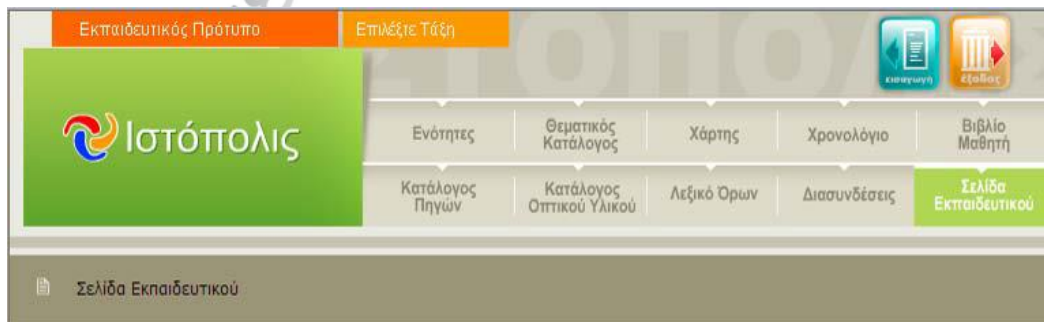 Εκπαιδευτικός Πρότυπο Επιλέξτε Τάξη
εισαγωγή έξοδος
Ιστόπολις
Ενότητες Θεματικός Κατάλογος Χάρτης Χρονολόγιο Βιβλίο Μαθητή
Κατάλογος Πηγών Κατάλογος Οπτικού Υλικού Λεξικό Όρων Διασυνδέσεις Σελίδα Εκπαιδευτικού
Σελίδα Εκπαιδευτικού